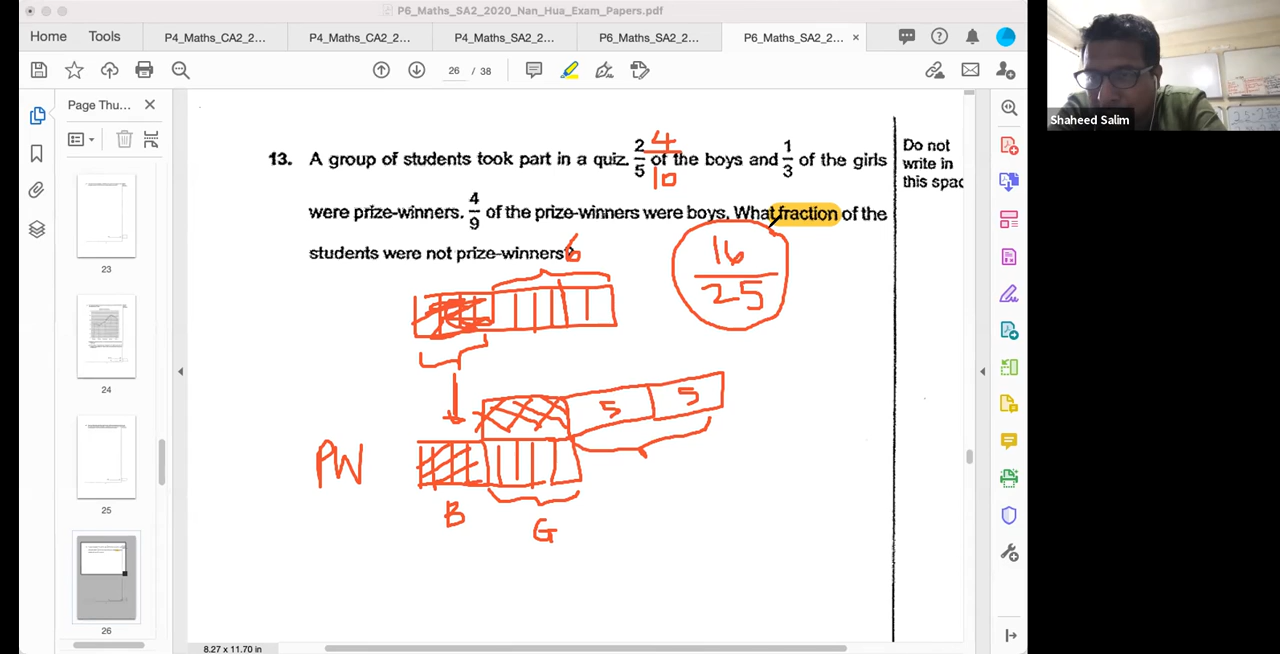 P6_Maths_SA2_2020_Nan_Hua_Exam_Papers.pdf
Home Tools P4_Maths_CA2_2... P4_Maths_CA2_2... P4_Maths_SA2_2... P6_Maths_SA2_2... P6_Maths_SA2_2... ×
26 / 38
Page Thu...
23
24
25
26
4
10
13. A group of students took part in a quiz. 2/5 of the boys and 1/3 of the girls
were prize-winners. 4/9 of the prize-winners were boys. What fraction of the
students were not prize-winners?
Do not
write in
this spac
6
16
25
5 5
PW
B
G
8.27 x 11.70 in
Shaheed Salim